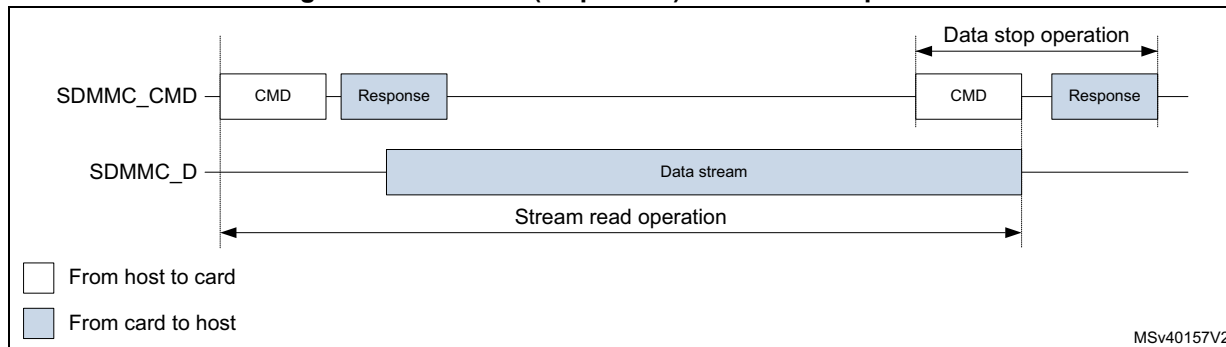 Data stop operation
SDMMC_CMD CMD Response CMD Response
SDMMC_D Data stream
Stream read operation
From host to card
From card to host
MSv40157V2